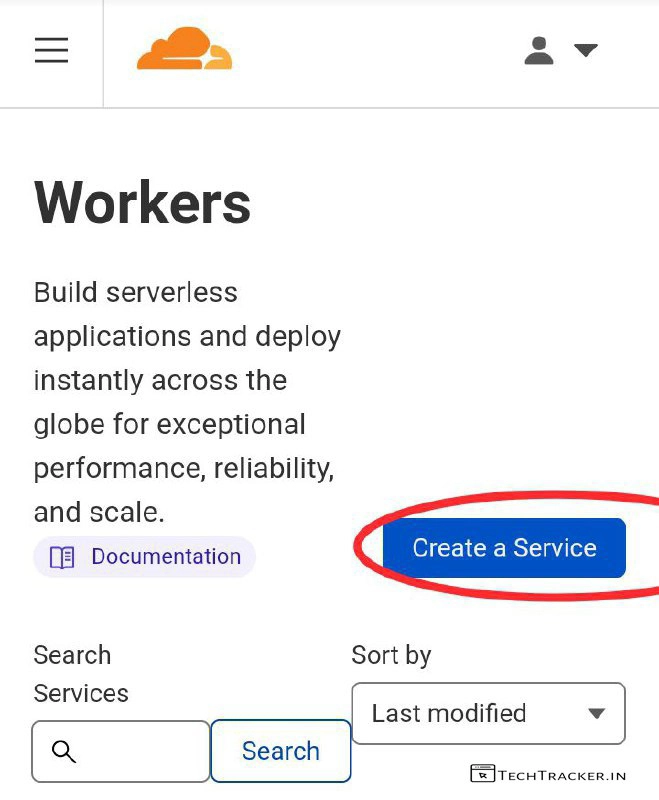 Workers
Build serverless
applications and deploy
instantly across the
globe for exceptional
performance, reliability,
and scale.
Documentation
Create a Service
Search
Services
Search
Sort by
Last modified
TECHTRACKER.IN